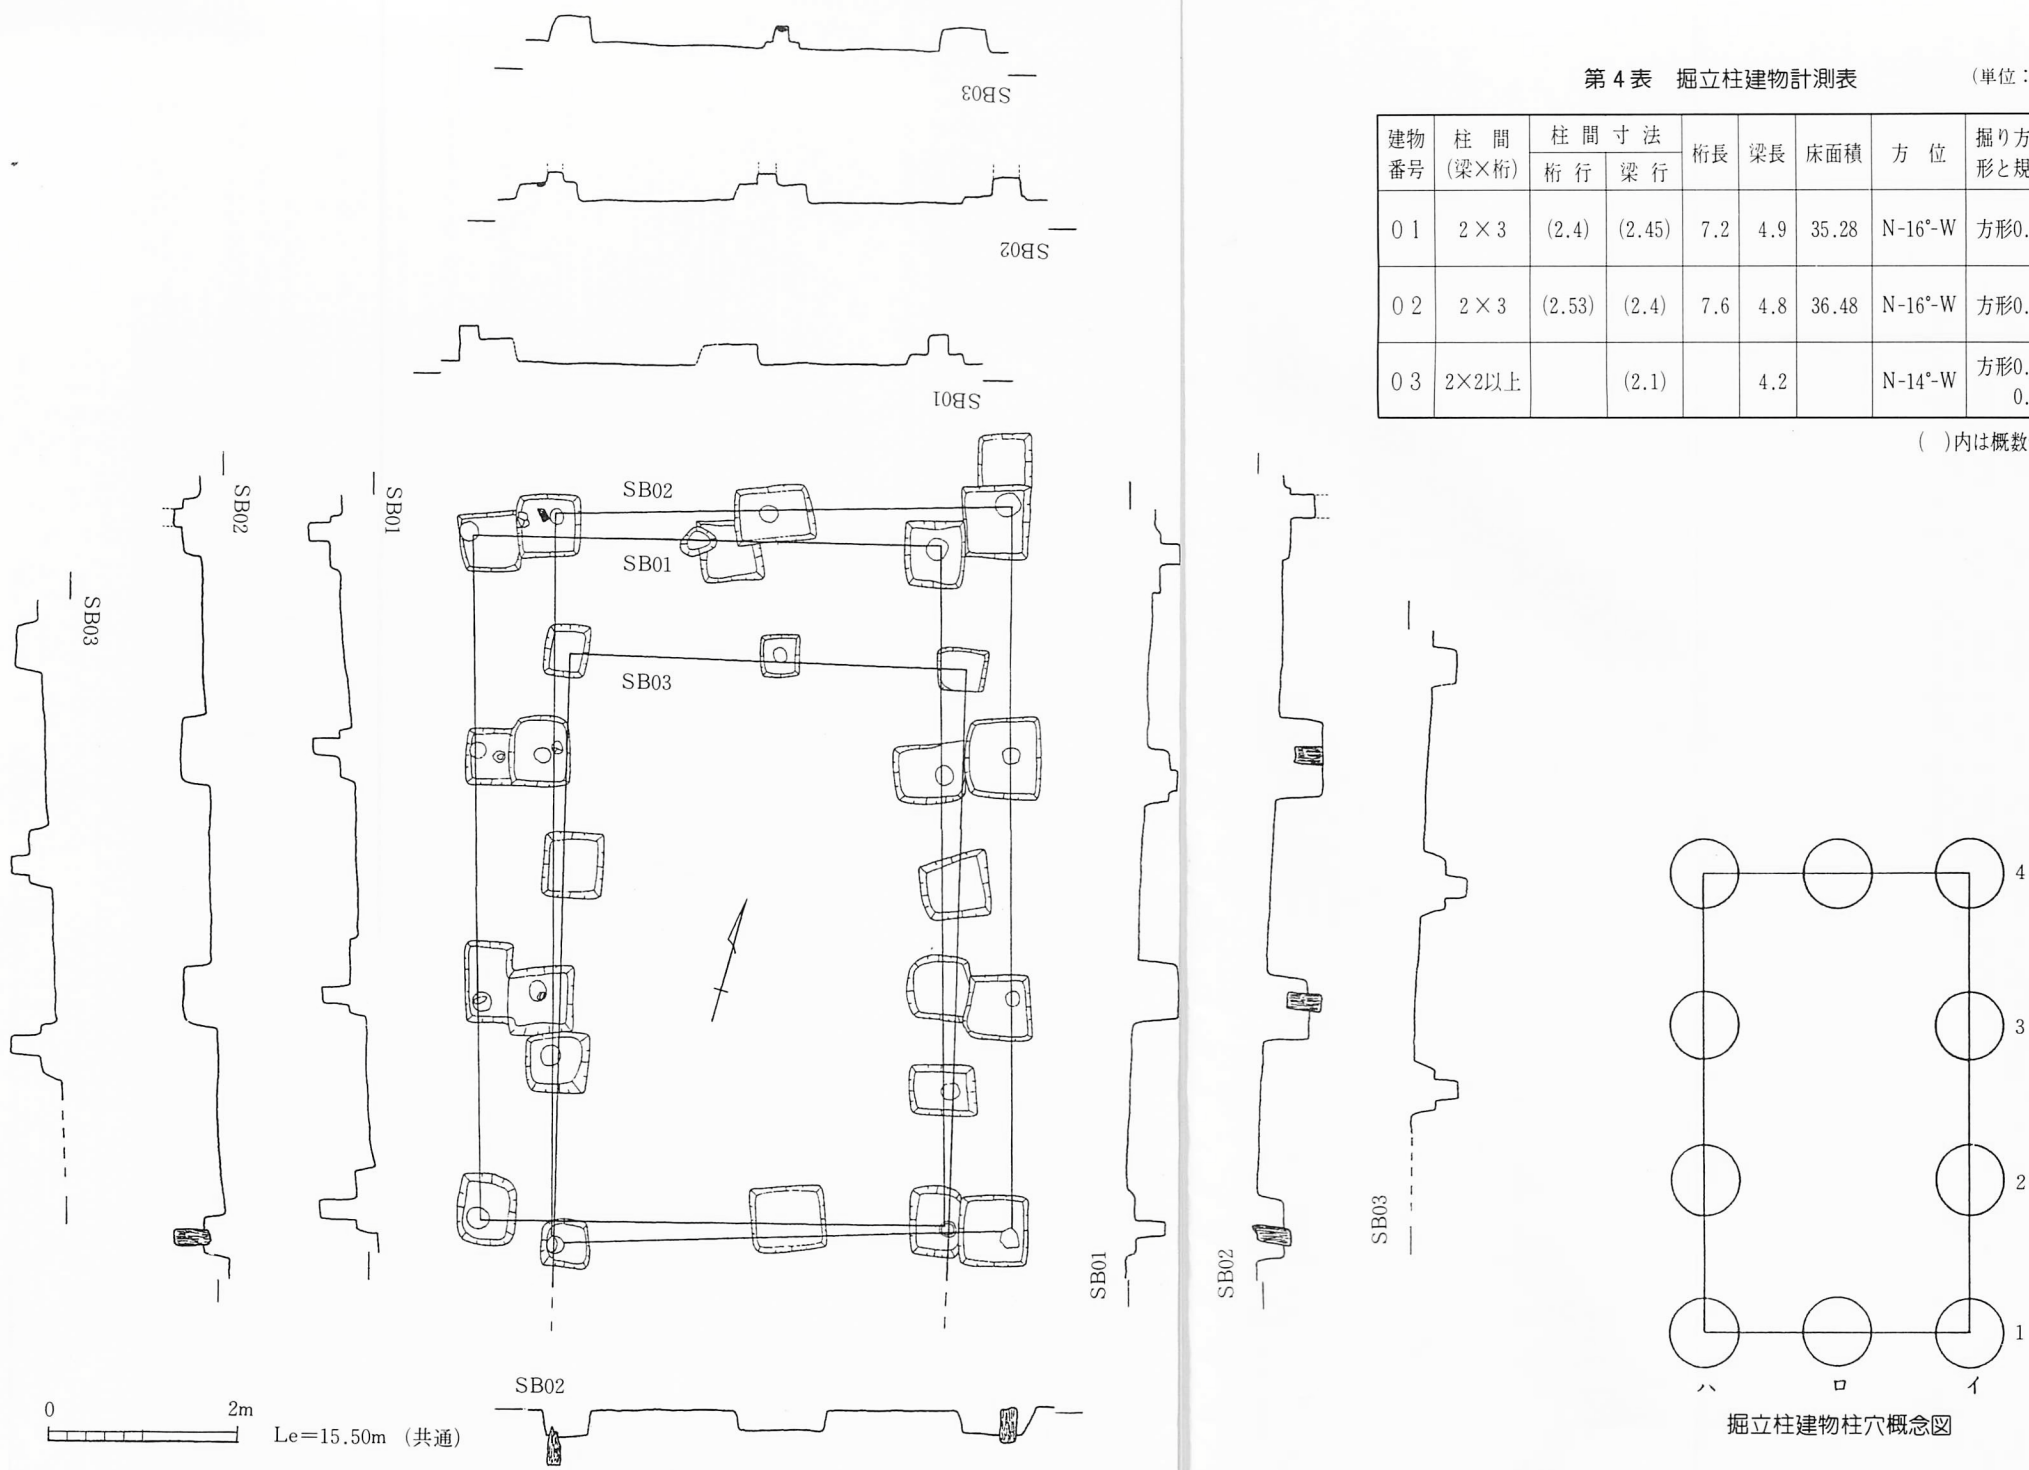 SB03
SB02
SB01
SB02
SB01
SB03
SB02
SB01
SB03
SB01
SB02
SB03
SB02
0 2m
Le=15.50m (共通)
第4表 掘立柱建物計測表 (単位:
建物番号 柱間(梁×桁) 柱間寸法 桁長 梁長 床面積 方位 掘り方 形と規
桁行 梁行
01 2×3 (2.4) (2.45) 7.2 4.9 35.28 N-16°-W 方形0.
02 2×3 (2.53) (2.4) 7.6 4.8 36.48 N-16°-W 方形0.
03 2×2以上 (2.1) 4.2 N-14°-W 方形0.
0.
( )内は概数
4
3
2
1
ハ ロ イ
掘立柱建物柱穴概念図